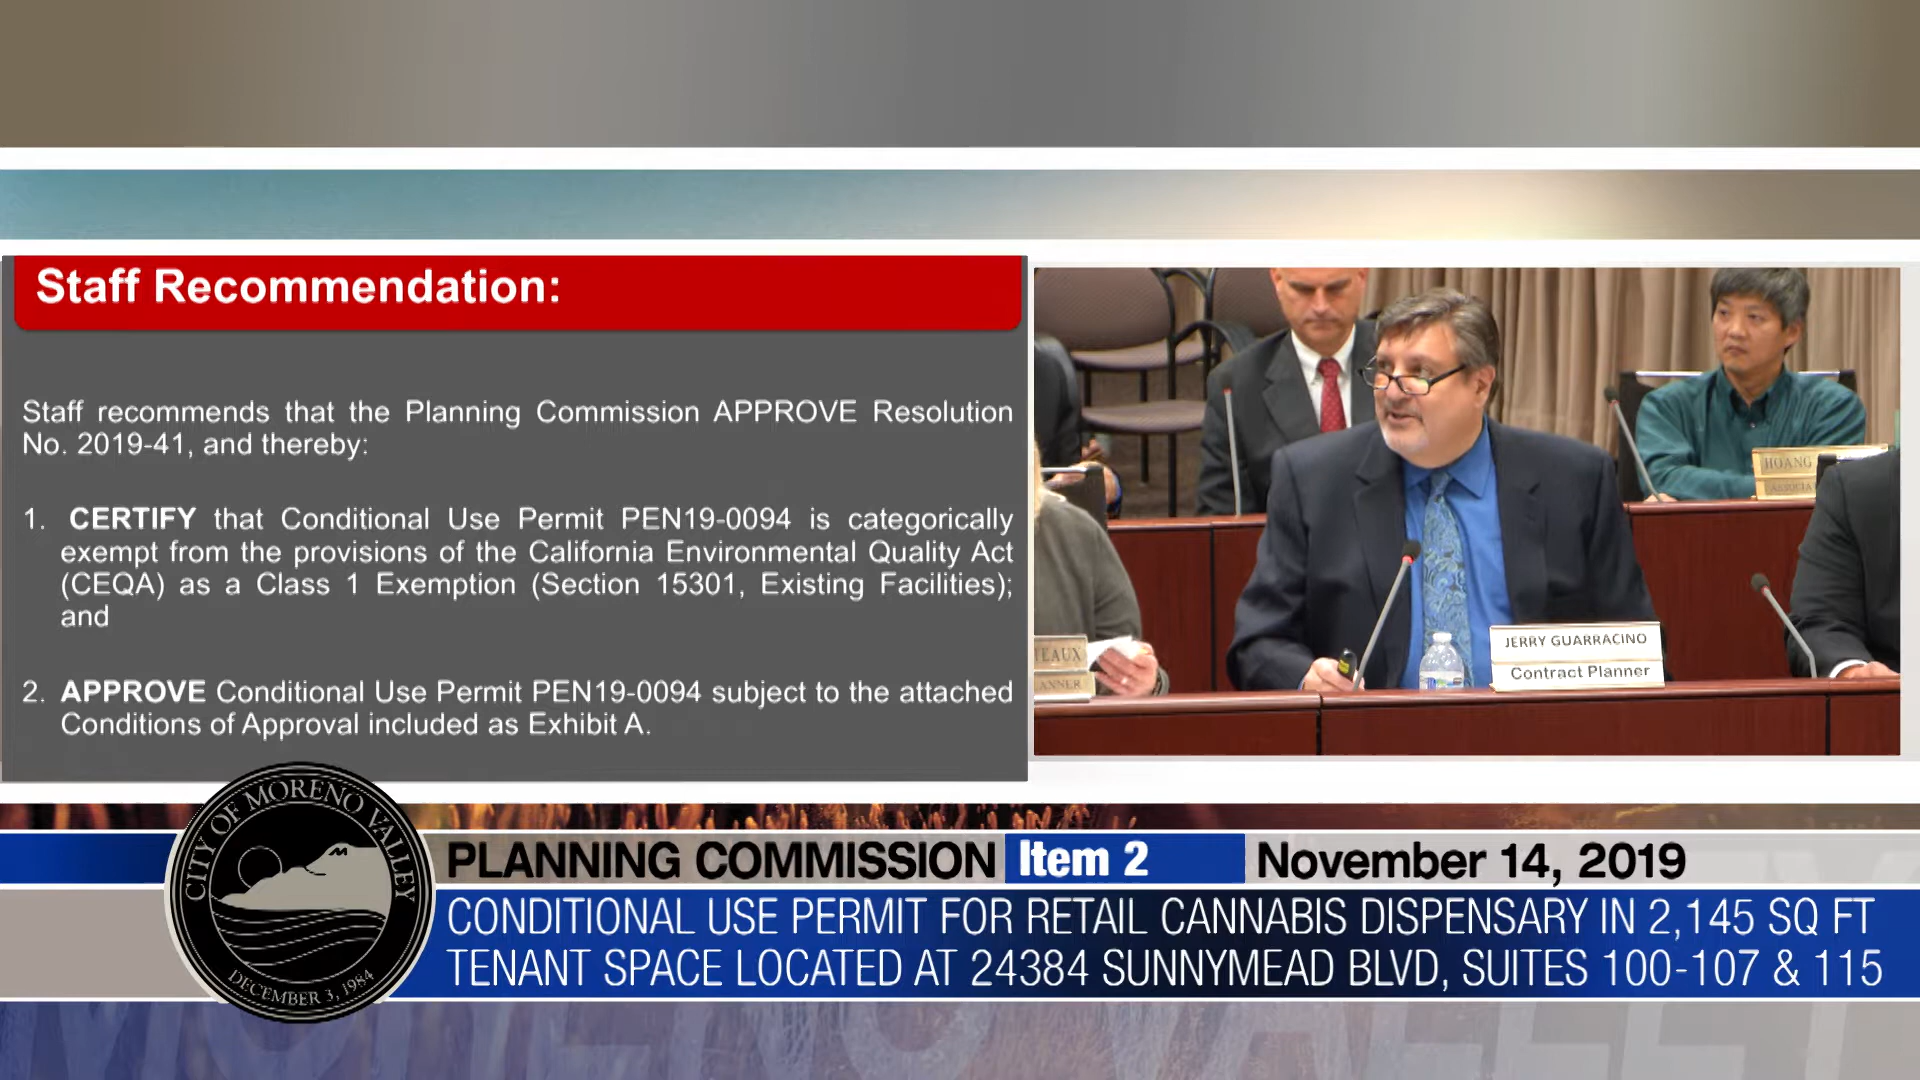 Staff Recommendation:
Staff recommends that the Planning Commission APPROVE Resolution
No. 2019-41, and thereby:
1. CERTIFY that Conditional Use Permit PEN19-0094 is categorically
exempt from the provisions of the California Environmental Quality Act
(CEQA) as a Class 1 Exemption (Section 15301, Existing Facilities);
and
2. APPROVE Conditional Use Permit PEN19-0094 subject to the attached
Conditions of Approval included as Exhibit A.
HOANG
JERRY GUARRACINO
Contract Planner
CITY OF MORENO VALLEY
DECEMBER 3, 1984
PLANNING COMMISSION Item 2 November 14, 2019
CONDITIONAL USE PERMIT FOR RETAIL CANNABIS DISPENSARY IN 2,145 SQ FT
TENANT SPACE LOCATED AT 24384 SUNNYMEAD BLVD, SUITES 100-107 & 115